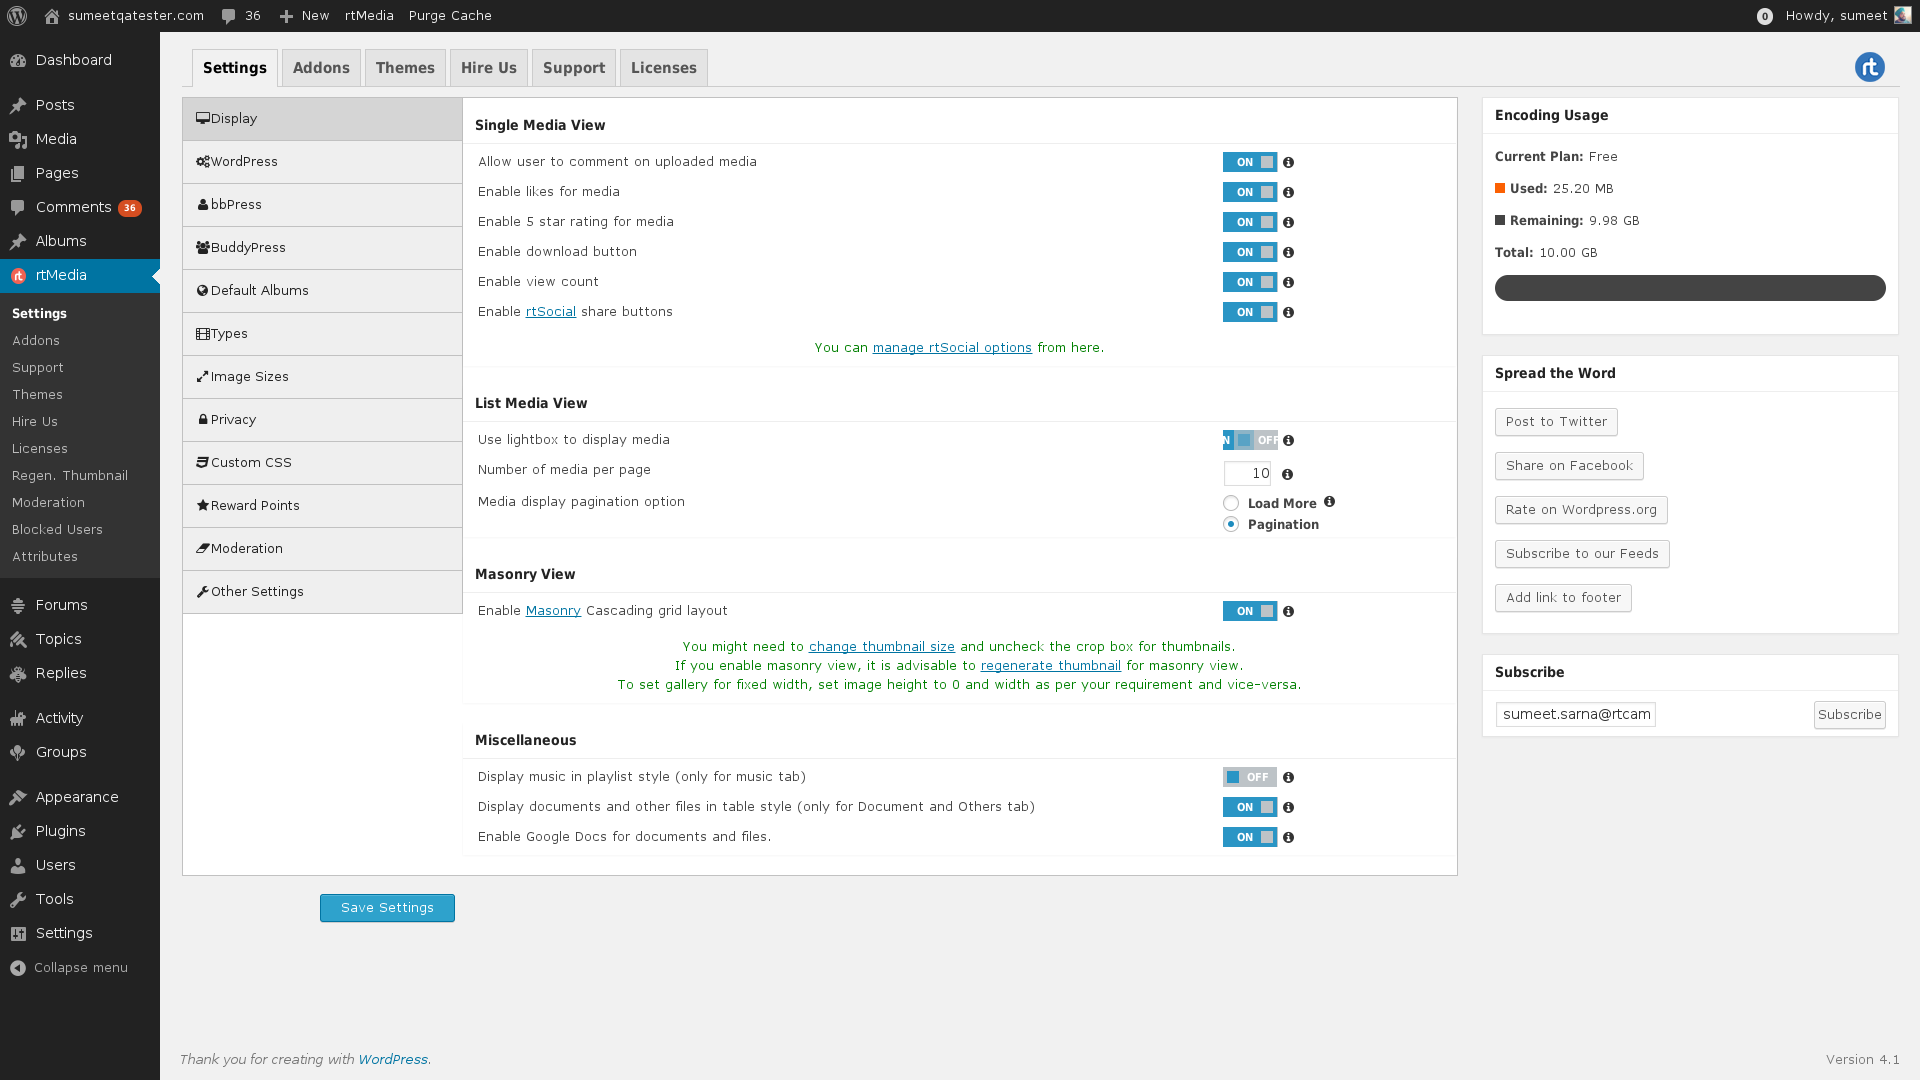 sumeetqatester.com 36 New rtMedia Purge Cache 0 Howdy, sumeet
Dashboard
Posts
Media
Pages
Comments 36
Albums
rtMedia
Settings
Addons
Support
Themes
Hire Us
Licenses
Regen. Thumbnail
Moderation
Blocked Users
Attributes
Forums
Topics
Replies
Activity
Groups
Appearance
Plugins
Users
Tools
Settings
Collapse menu
Settings Addons Themes Hire Us Support Licenses
rt
Display
WordPress
bbPress
BuddyPress
Default Albums
Types
Image Sizes
Privacy
Custom CSS
Reward Points
Moderation
Other Settings
Single Media View
Allow user to comment on uploaded media ON
Enable likes for media ON
Enable 5 star rating for media ON
Enable download button ON
Enable view count ON
Enable rtSocial share buttons ON
You can manage rtSocial options from here.
List Media View
Use lightbox to display media N OFF
Number of media per page 10
Media display pagination option Load More
Pagination
Masonry View
Enable Masonry Cascading grid layout ON
You might need to change thumbnail size and uncheck the crop box for thumbnails.
If you enable masonry view, it is advisable to regenerate thumbnail for masonry view.
To set gallery for fixed width, set image height to 0 and width as per your requirement and vice-versa.
Miscellaneous
Display music in playlist style (only for music tab) OFF
Display documents and other files in table style (only for Document and Others tab) ON
Enable Google Docs for documents and files. ON
Save Settings
Encoding Usage
Current Plan: Free
Used: 25.20 MB
Remaining: 9.98 GB
Total: 10.00 GB
Spread the Word
Post to Twitter
Share on Facebook
Rate on Wordpress.org
Subscribe to our Feeds
Add link to footer
Subscribe
sumeet.sarna@rtcam Subscribe
Thank you for creating with WordPress. Version 4.1